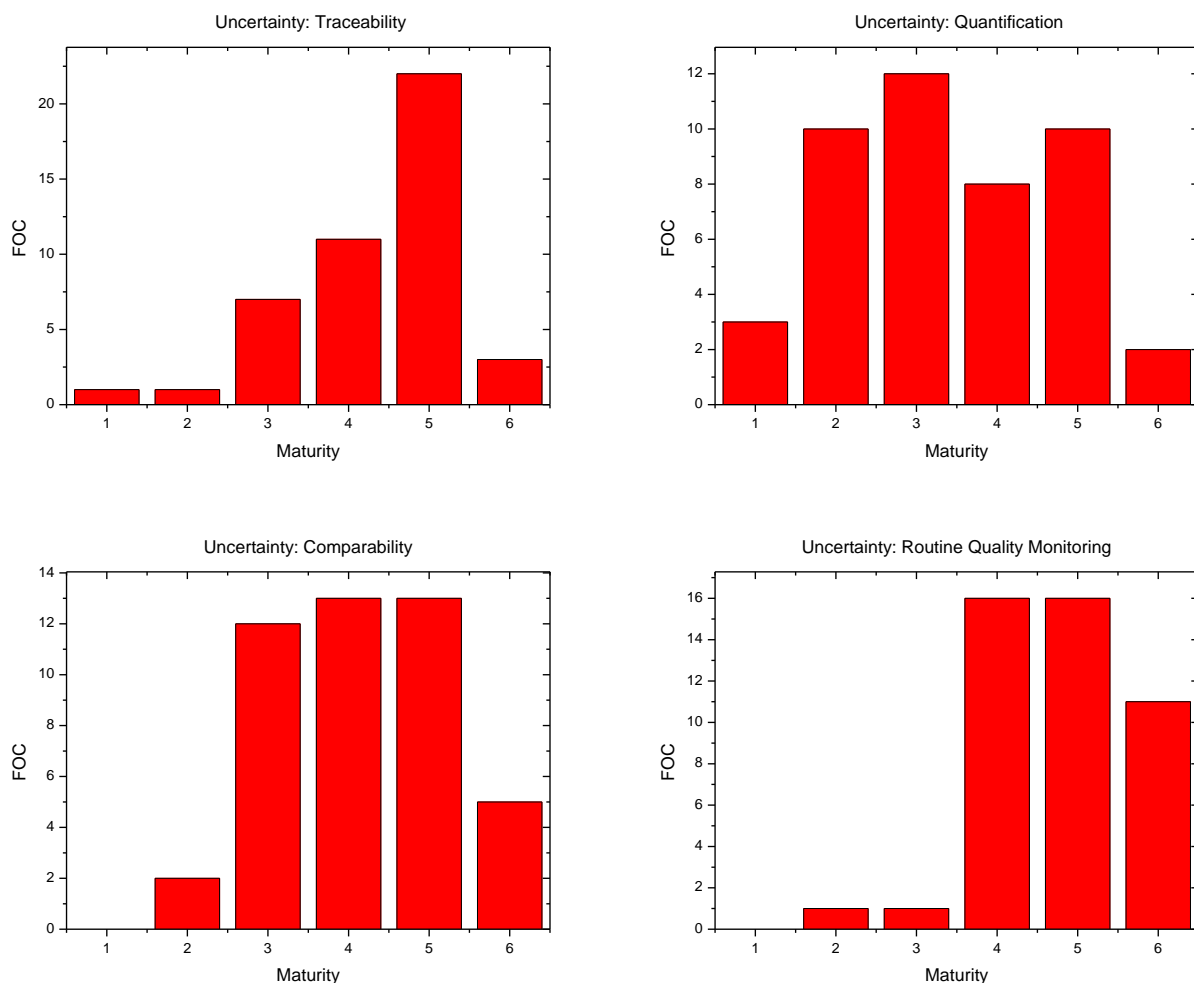 Uncertainty: Traceability
20
15
10
5
0
FOC
1 2 3 4 5 6
Maturity
Uncertainty: Quantification
12
10
8
6
4
2
0
FOC
1 2 3 4 5 6
Maturity
Uncertainty: Comparability
14
12
10
8
6
4
2
0
FOC
1 2 3 4 5 6
Maturity
Uncertainty: Routine Quality Monitoring
16
14
12
10
8
6
4
2
0
FOC
1 2 3 4 5 6
Maturity